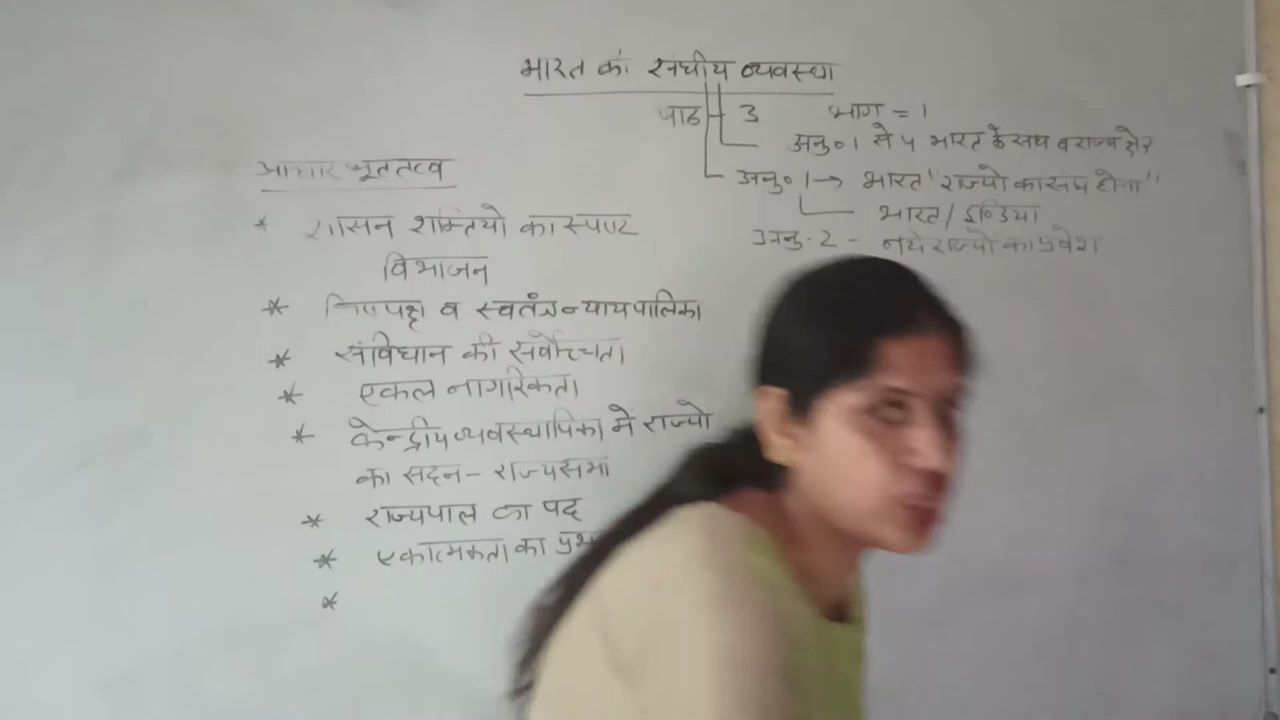 भारत की संघीय व्यवस्था
पाठ 3 भाग = 1
अनु० 1 से 4 भारत के संघ व राज्य क्षेत्र
अनु० 1 → भारत "राज्यो का संघ होगा"
भारत / इण्डिया
अनु. 2 - नये राज्यो का प्रवेश
आधारभूत तत्व
* शासन शक्तियो का स्पष्ट
विभाजन
* निष्पक्ष व स्वतंत्र न्यायपालिका
* संविधान की सर्वोच्चता
* एकल नागरिकता
* केन्द्रीय व्यवस्थापिका में राज्यो
का सदन - राज्यसभा
* राज्यपाल का पद
* एकात्मकता का
*